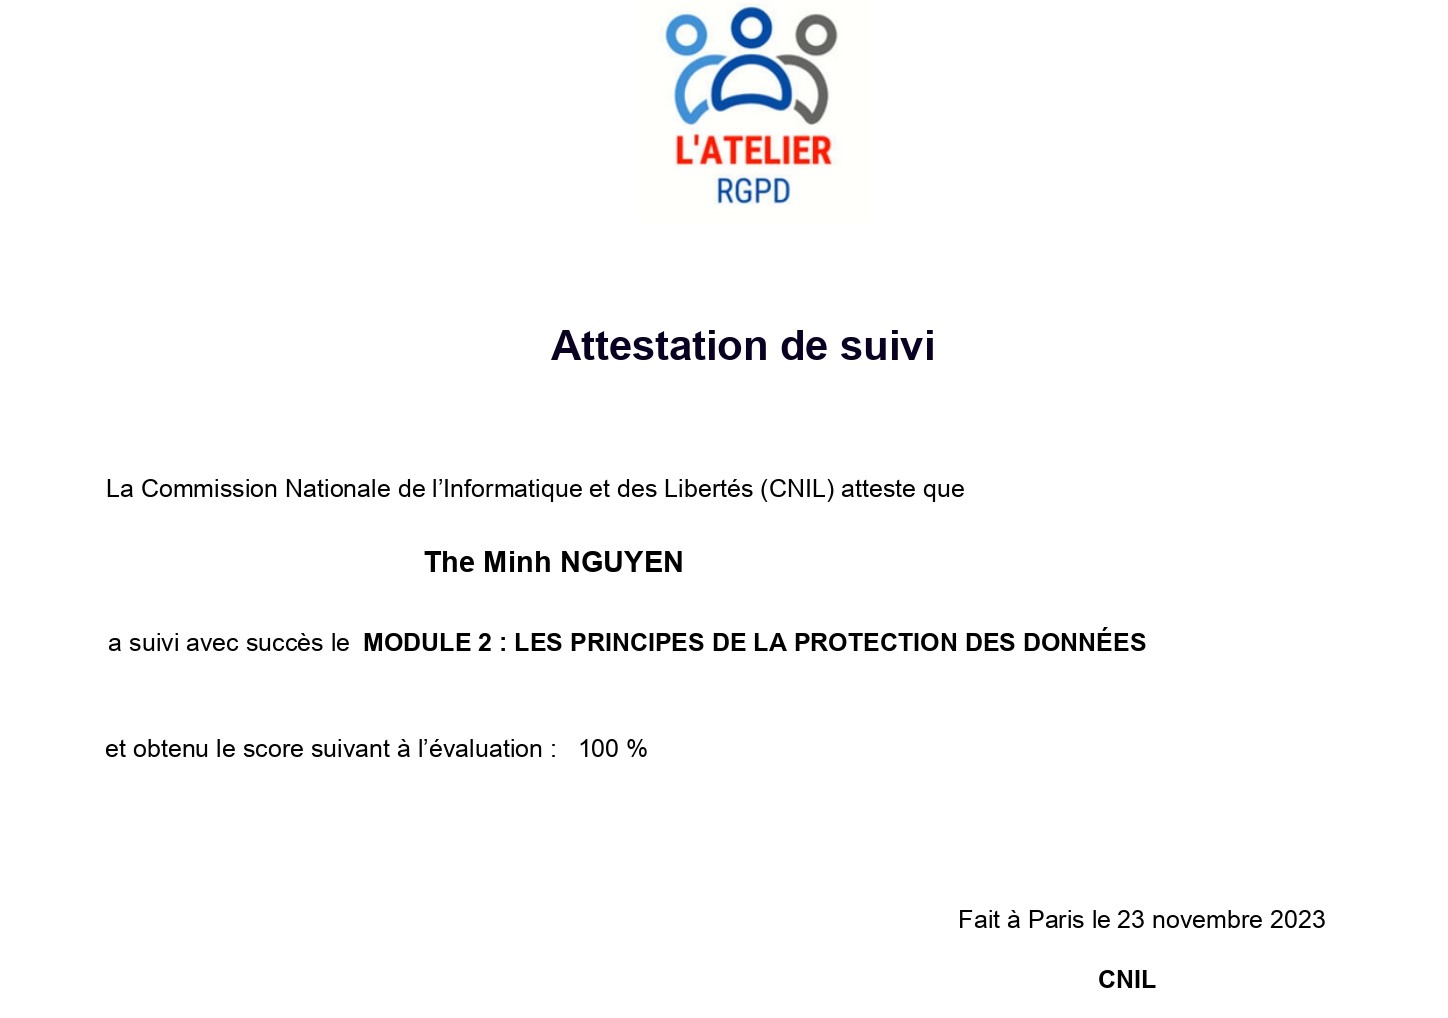 L'ATELIER
RGPD
Attestation de suivi
La Commission Nationale de l’Informatique et des Libertés (CNIL) atteste que
The Minh NGUYEN
a suivi avec succès le MODULE 2 : LES PRINCIPES DE LA PROTECTION DES DONNÉES
et obtenu le score suivant à l’évaluation : 100 %
Fait à Paris le 23 novembre 2023
CNIL